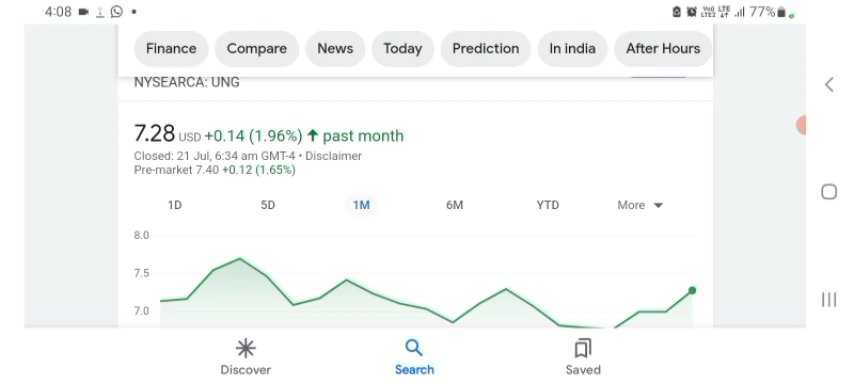 4:08 77%
Finance Compare News Today Prediction In india After Hours
NYSEARCA: UNG
7.28 USD +0.14 (1.96%) ↑ past month
Closed: 21 Jul, 6:34 am GMT-4 • Disclaimer
Pre-market 7.40 +0.12 (1.65%)
1D 5D 1M 6M YTD More
8.0
7.5
7.0
Discover Search Saved